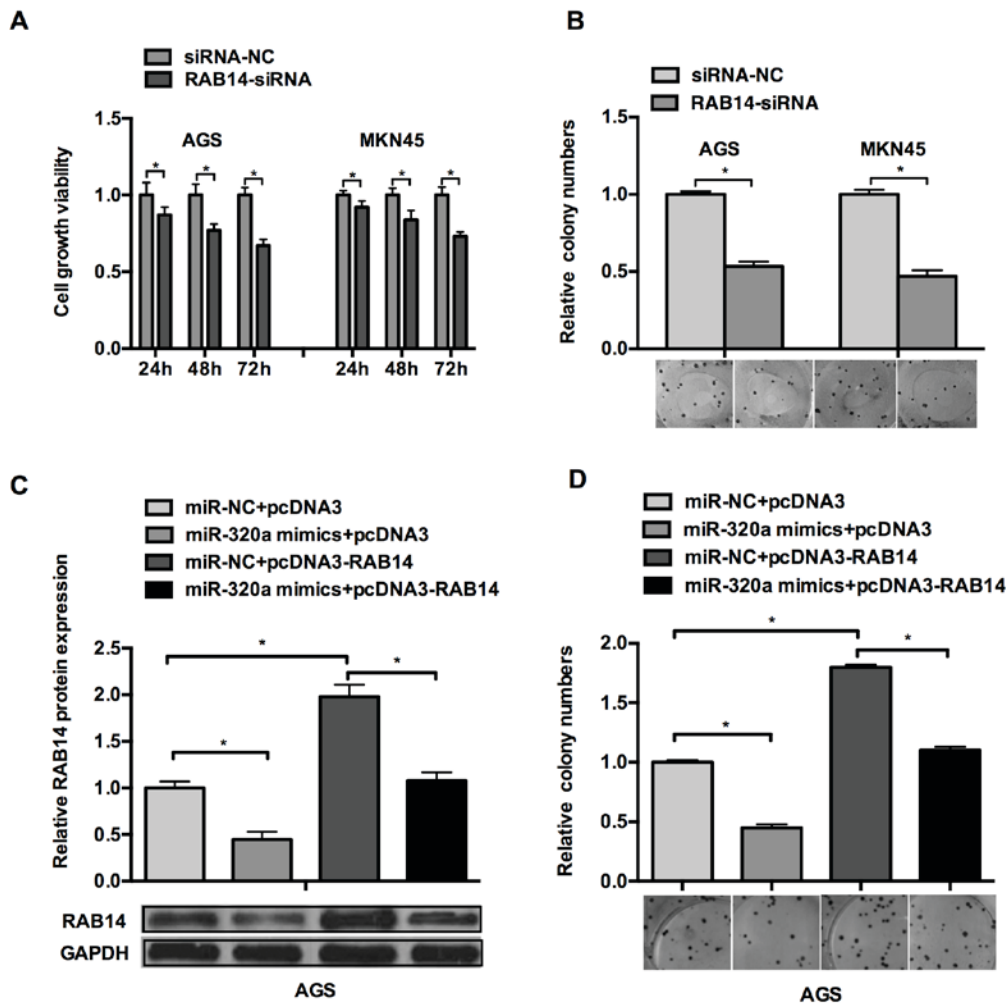 A
siRNA-NC
RAB14-siRNA
Cell growth viability
1.5
1.0
0.5
0.0
AGS
MKN45
* * * * * *
24h 48h 72h 24h 48h 72h
B
siRNA-NC
RAB14-siRNA
Relative colony numbers
1.5
1.0
0.5
0.0
AGS
MKN45
* *
C
miR-NC+pcDNA3
miR-320a mimics+pcDNA3
miR-NC+pcDNA3-RAB14
miR-320a mimics+pcDNA3-RAB14
Relative RAB14 protein expression
2.5
2.0
1.5
1.0
0.5
0.0
*
*
*
RAB14
GAPDH
AGS
D
miR-NC+pcDNA3
miR-320a mimics+pcDNA3
miR-NC+pcDNA3-RAB14
miR-320a mimics+pcDNA3-RAB14
Relative colony numbers
2.0
1.5
1.0
0.5
0.0
*
*
*
AGS